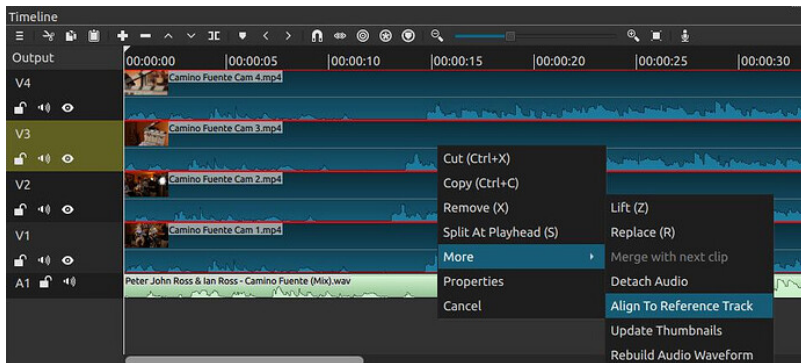 Timeline
Output
00:00:00 00:00:05 00:00:10 00:00:15 00:00:20 00:00:25 00:00:30
V4
Camino Fuente Cam 4.mp4
V3
Camino Fuente Cam 3.mp4
V2
Camino Fuente Cam 2.mp4
V1
Camino Fuente Cam 1.mp4
A1
Peter John Ross & Ian Ross - Camino Fuente (Mix).wav
Cut (Ctrl+X)
Copy (Ctrl+C)
Remove (X)
Split At Playhead (S)
More
Properties
Cancel
Lift (Z)
Replace (R)
Merge with next clip
Detach Audio
Align To Reference Track
Update Thumbnails
Rebuild Audio Waveform